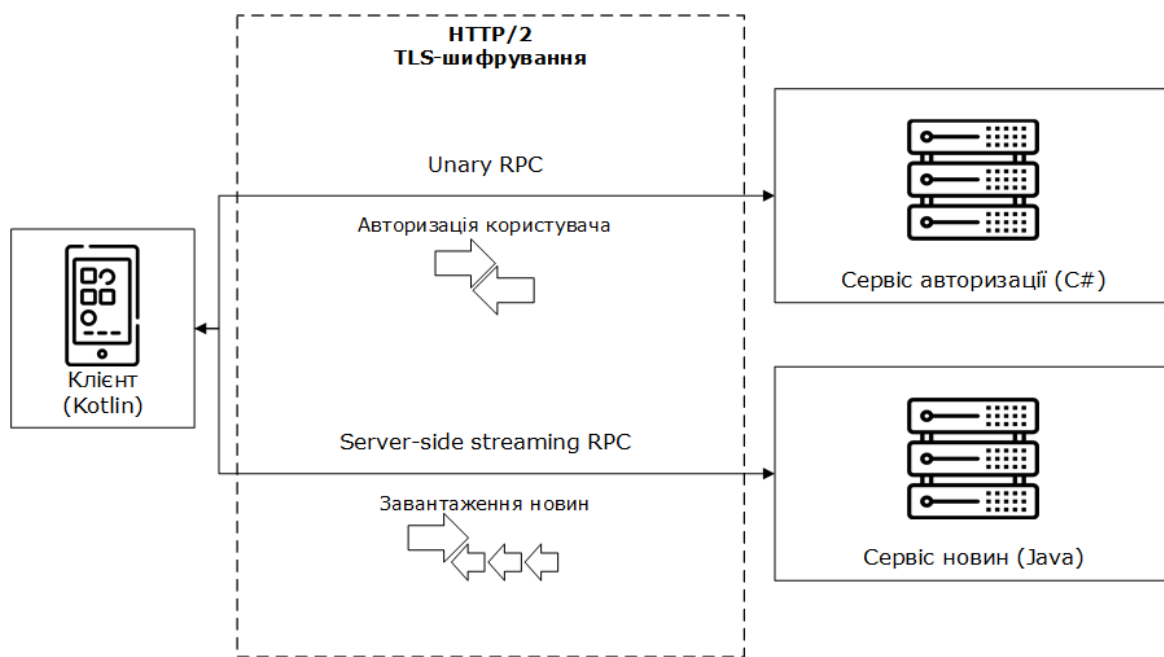 HTTP/2
TLS-шифрування
Unary RPC
Авторизація користувача
Сервіс авторизації (C#)
Клієнт
(Kotlin)
Server-side streaming RPC
Завантаження новин
Сервіс новин (Java)